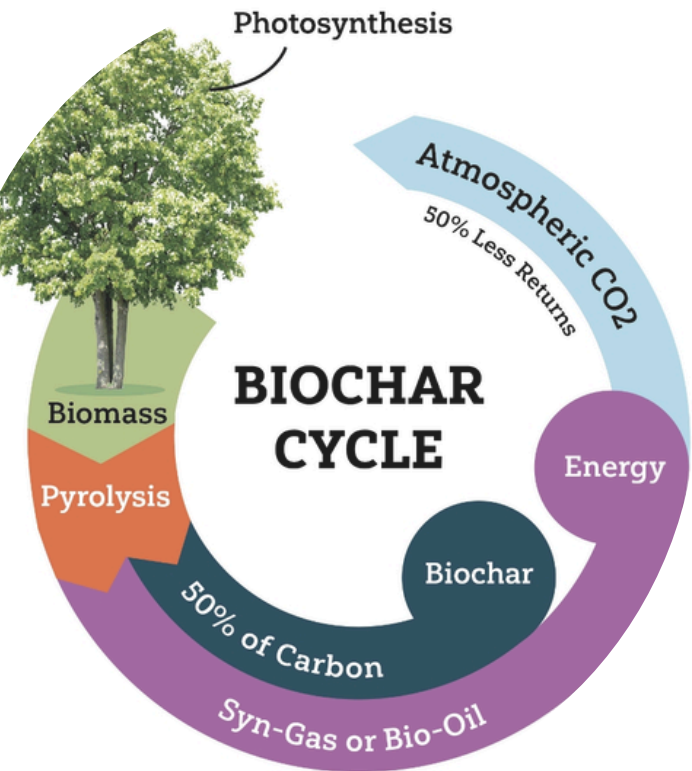 Photosynthesis
Atmospheric CO2
50% Less Returns
BIOCHAR
CYCLE
Biomass
Pyrolysis
Energy
Biochar
50% of Carbon
Syn-Gas or Bio-Oil